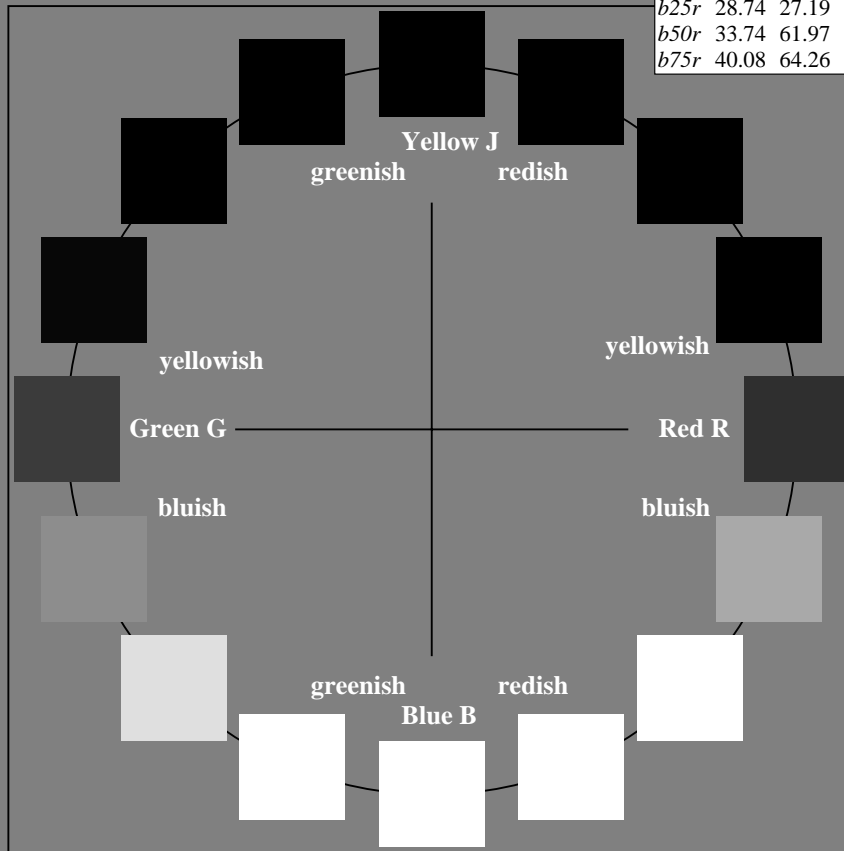 b25r 28.74 27.19
b50r 33.74 61.97
b75r 40.08 64.26
Yellow J
greenish redish
yellowish yellowish
Green G Red R
bluish bluish
greenish redish
Blue B